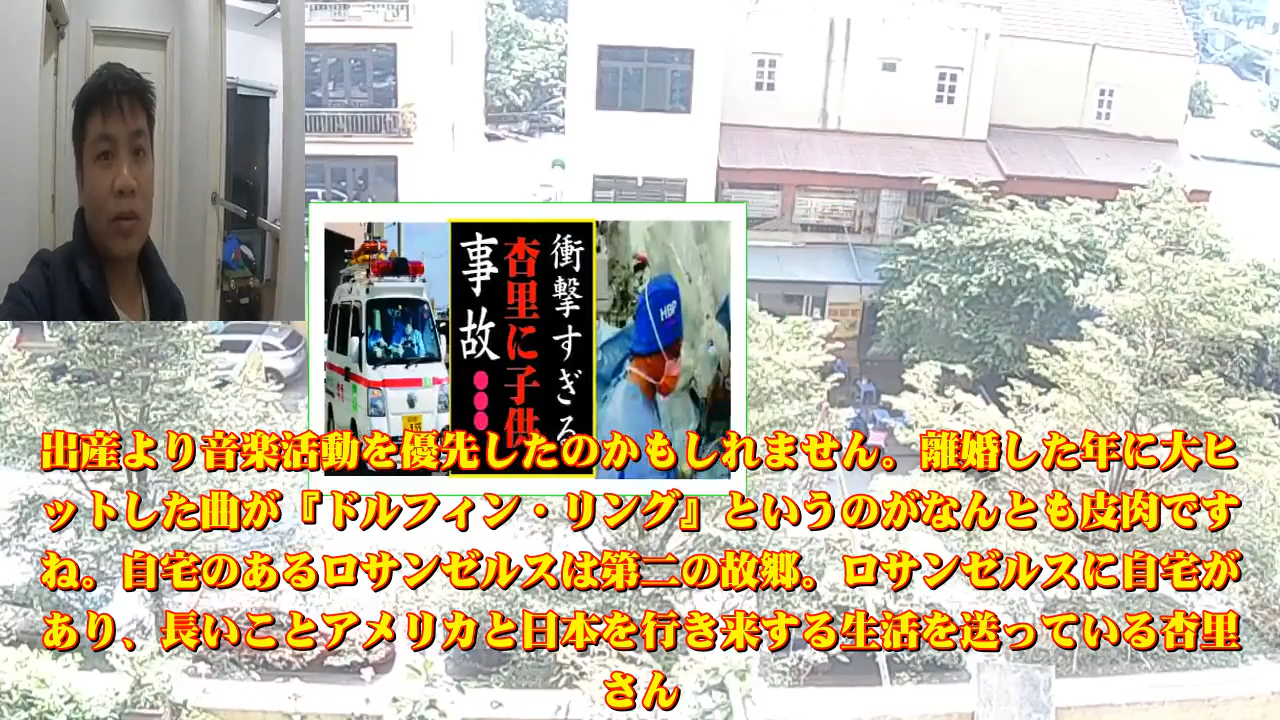 衝撃すぎる
杏里に子供
事故●●●
HBP
出産より音楽活動を優先したのかもしれません。離婚した年に大ヒ
ットした曲が『ドルフィン・リング』というのがなんとも皮肉です
ね。自宅のあるロサンゼルスは第二の故郷。ロサンゼルスに自宅が
あり、長いことアメリカと日本を行き来する生活を送っている杏里
さん